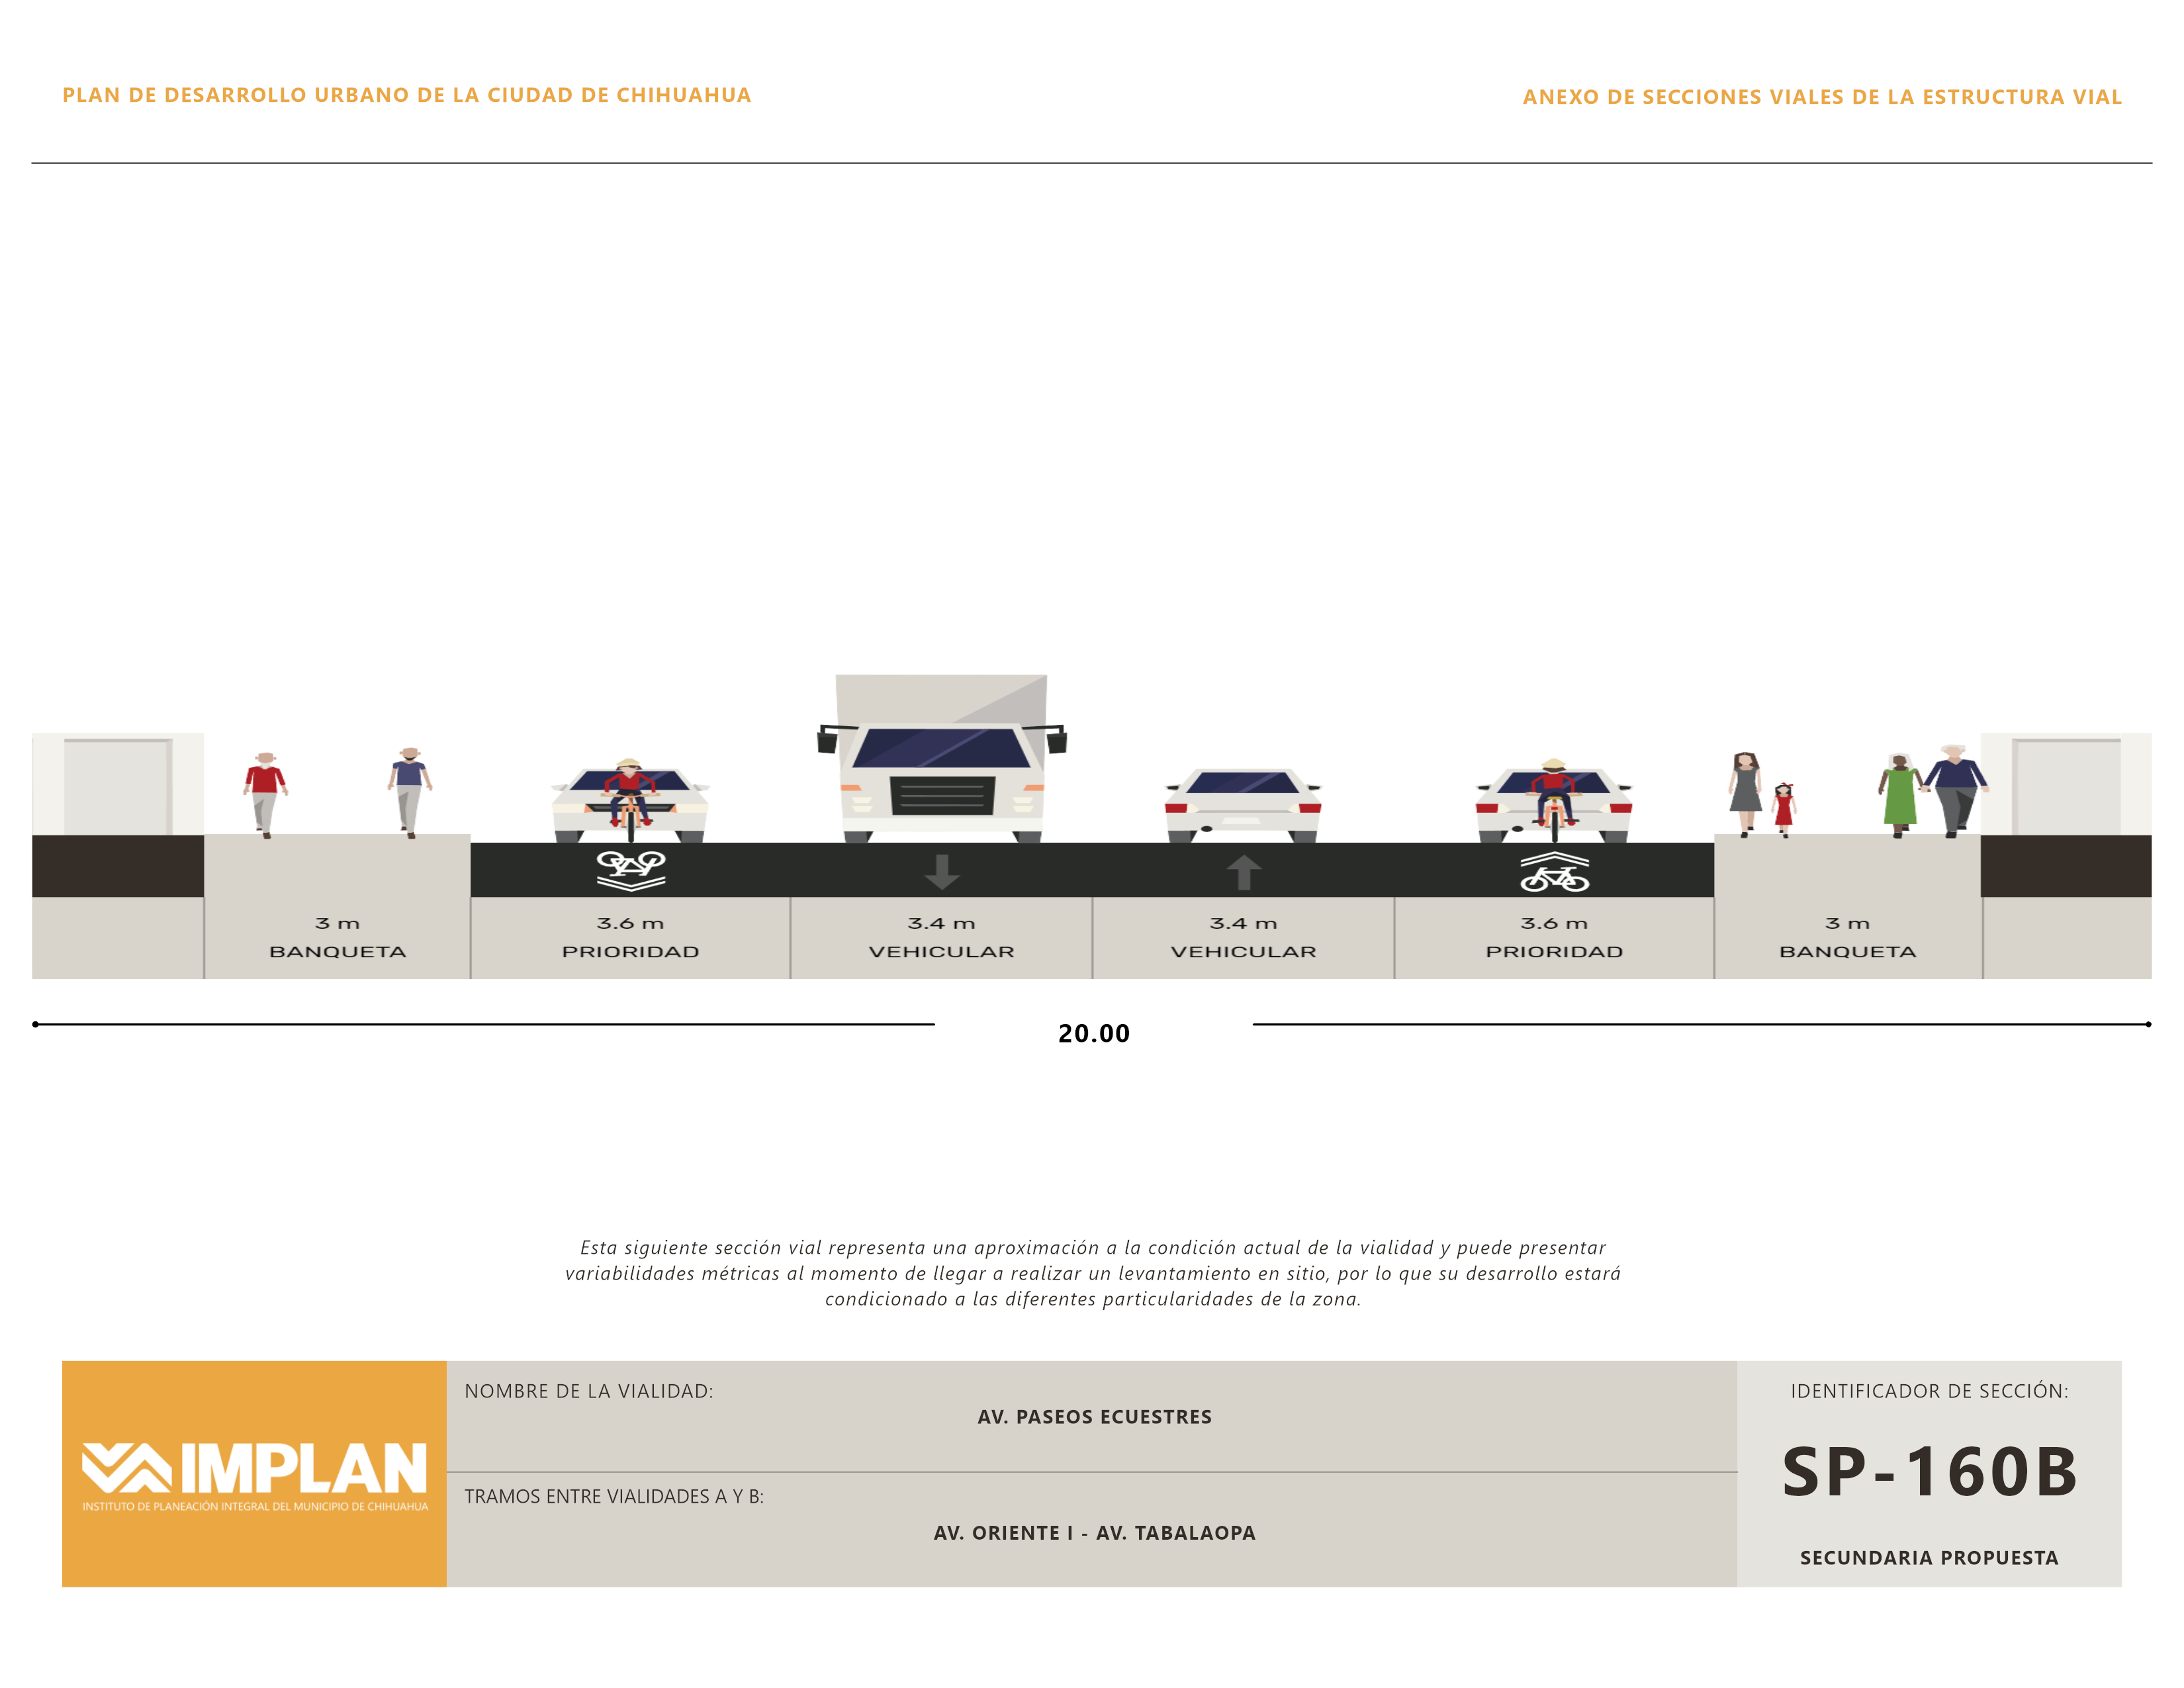 PLAN DE DESARROLLO URBANO DE LA CIUDAD DE CHIHUAHUA
ANEXO DE SECCIONES VIALES DE LA ESTRUCTURA VIAL
3 m
BANQUETA
3.6 m
PRIORIDAD
3.4 m
VEHICULAR
3.4 m
VEHICULAR
3.6 m
PRIORIDAD
3 m
BANQUETA
20.00
Esta siguiente sección vial representa una aproximación a la condición actual de la vialidad y puede presentar
variabilidades métricas al momento de llegar a realizar un levantamiento en sitio, por lo que su desarrollo estará
condicionado a las diferentes particularidades de la zona.
IMPLAN
INSTITUTO DE PLANEACIÓN INTEGRAL DEL MUNICIPIO DE CHIHUAHUA
NOMBRE DE LA VIALIDAD:
AV. PASEOS ECUESTRES
TRAMOS ENTRE VIALIDADES A Y B:
AV. ORIENTE I - AV. TABALAOPA
IDENTIFICADOR DE SECCIÓN:
SP-160B
SECUNDARIA PROPUESTA